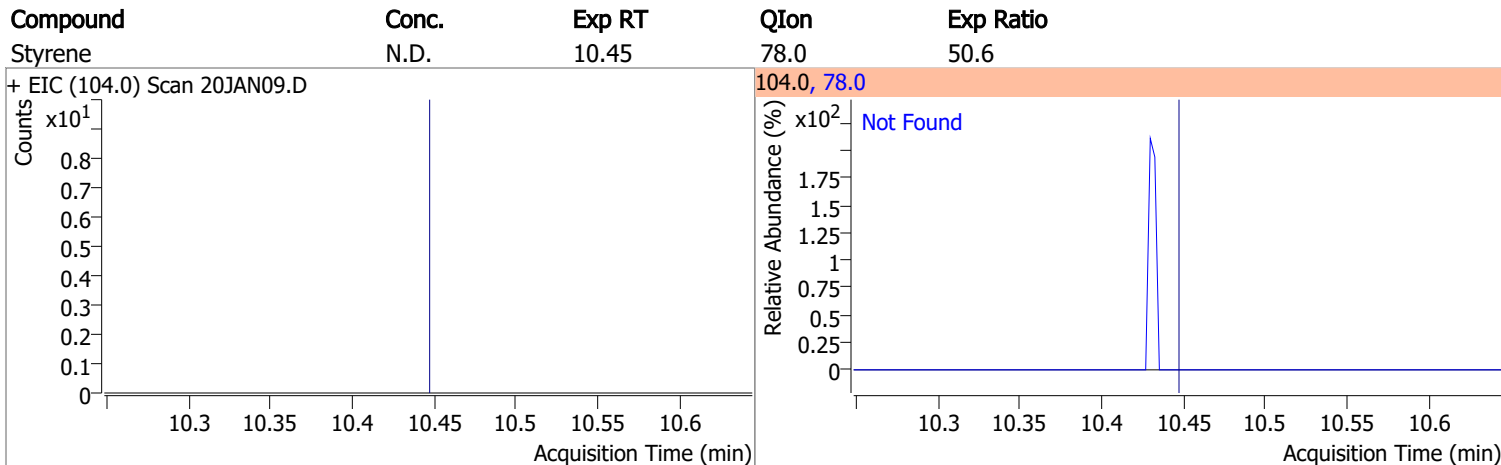 Compound Conc. Exp RT QIon Exp Ratio
Styrene N.D. 10.45 78.0 50.6
+ EIC (104.0) Scan 20JAN09.D
Counts
x10^1
0.8
0.7
0.6
0.5
0.4
0.3
0.2
0.1
0
10.3 10.35 10.4 10.45 10.5 10.55 10.6
Acquisition Time (min)
104.0, 78.0
Relative Abundance (%)
x10^2
Not Found
1.75
1.5
1.25
1
0.75
0.5
0.25
0
10.3 10.35 10.4 10.45 10.5 10.55 10.6
Acquisition Time (min)